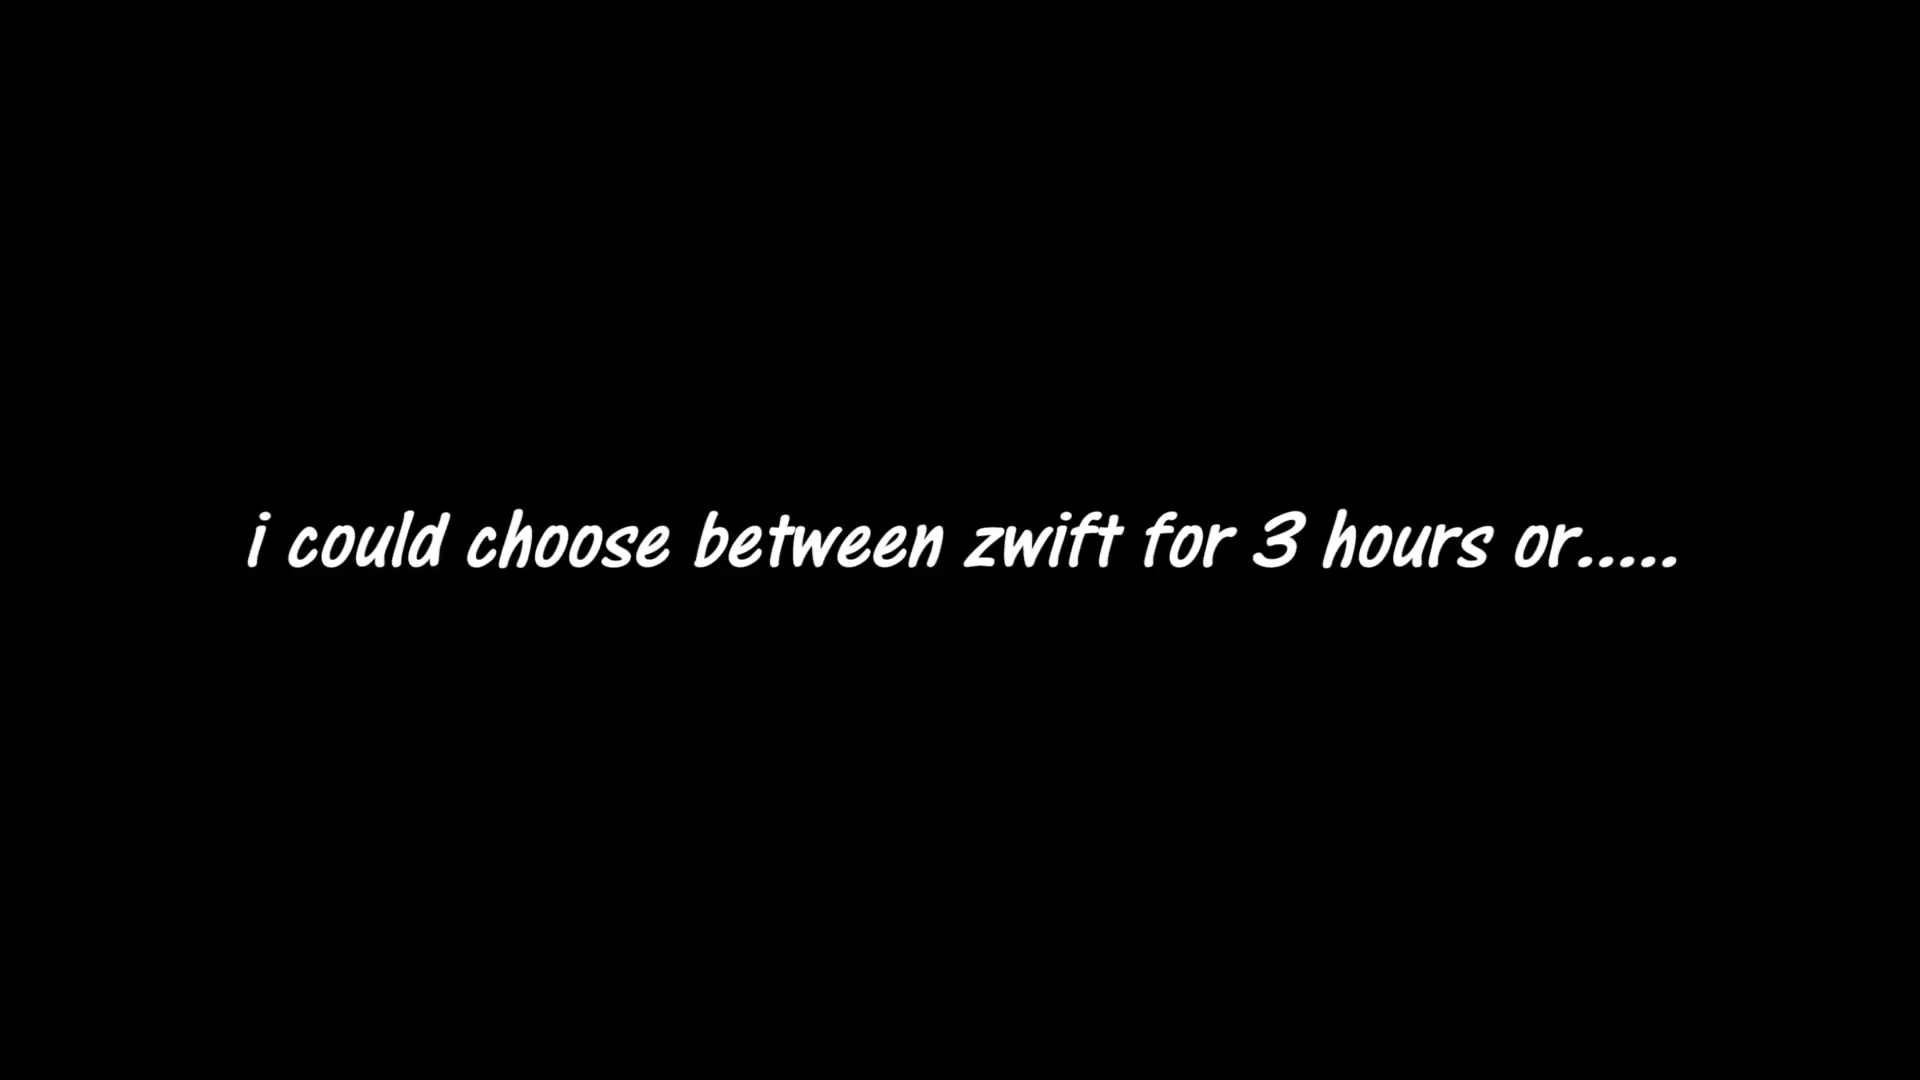 i could choose between zwift for 3 hours or.....